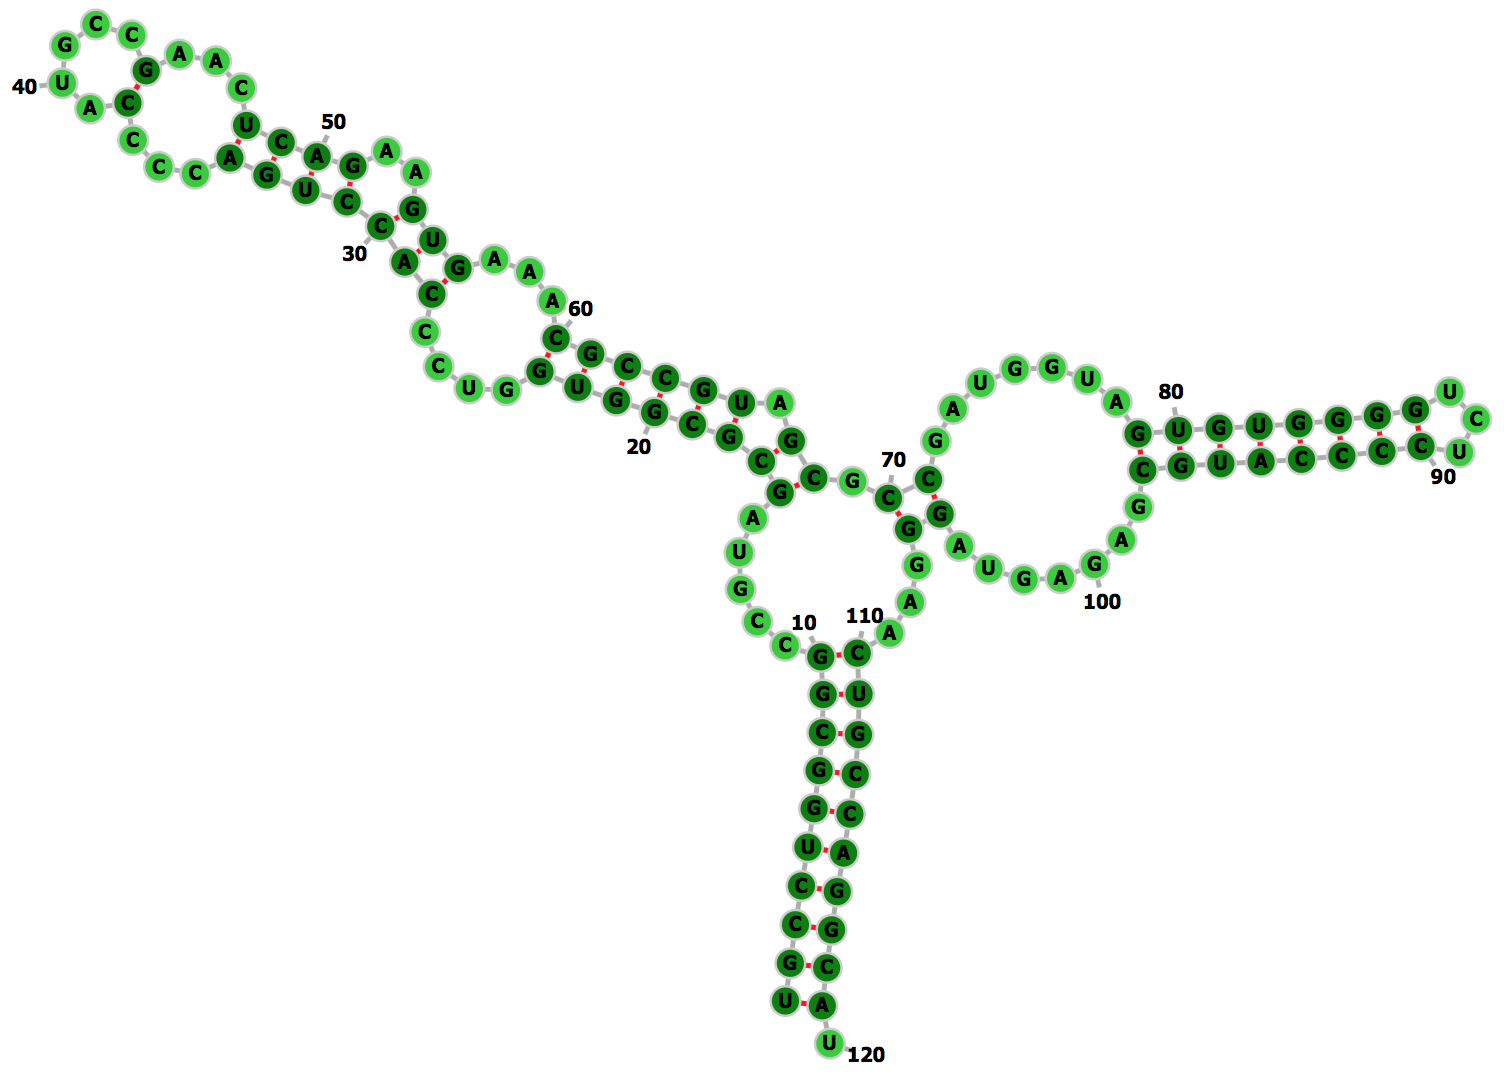 U G C C U G G C G G
10
C C G U A G C G C G
20
G U G G U C C C A C
30
C U G A C C C C A U
40
G C C G A A C U C A
50
G A A G U G A A A C
60
G C C G U A G C G C
70
C G A U G G U A G U
80
G U G G G G U C U C
90
C C C A U G C G A G
100
A G U A G G G A A C
110
U G C C A G G C A U
120